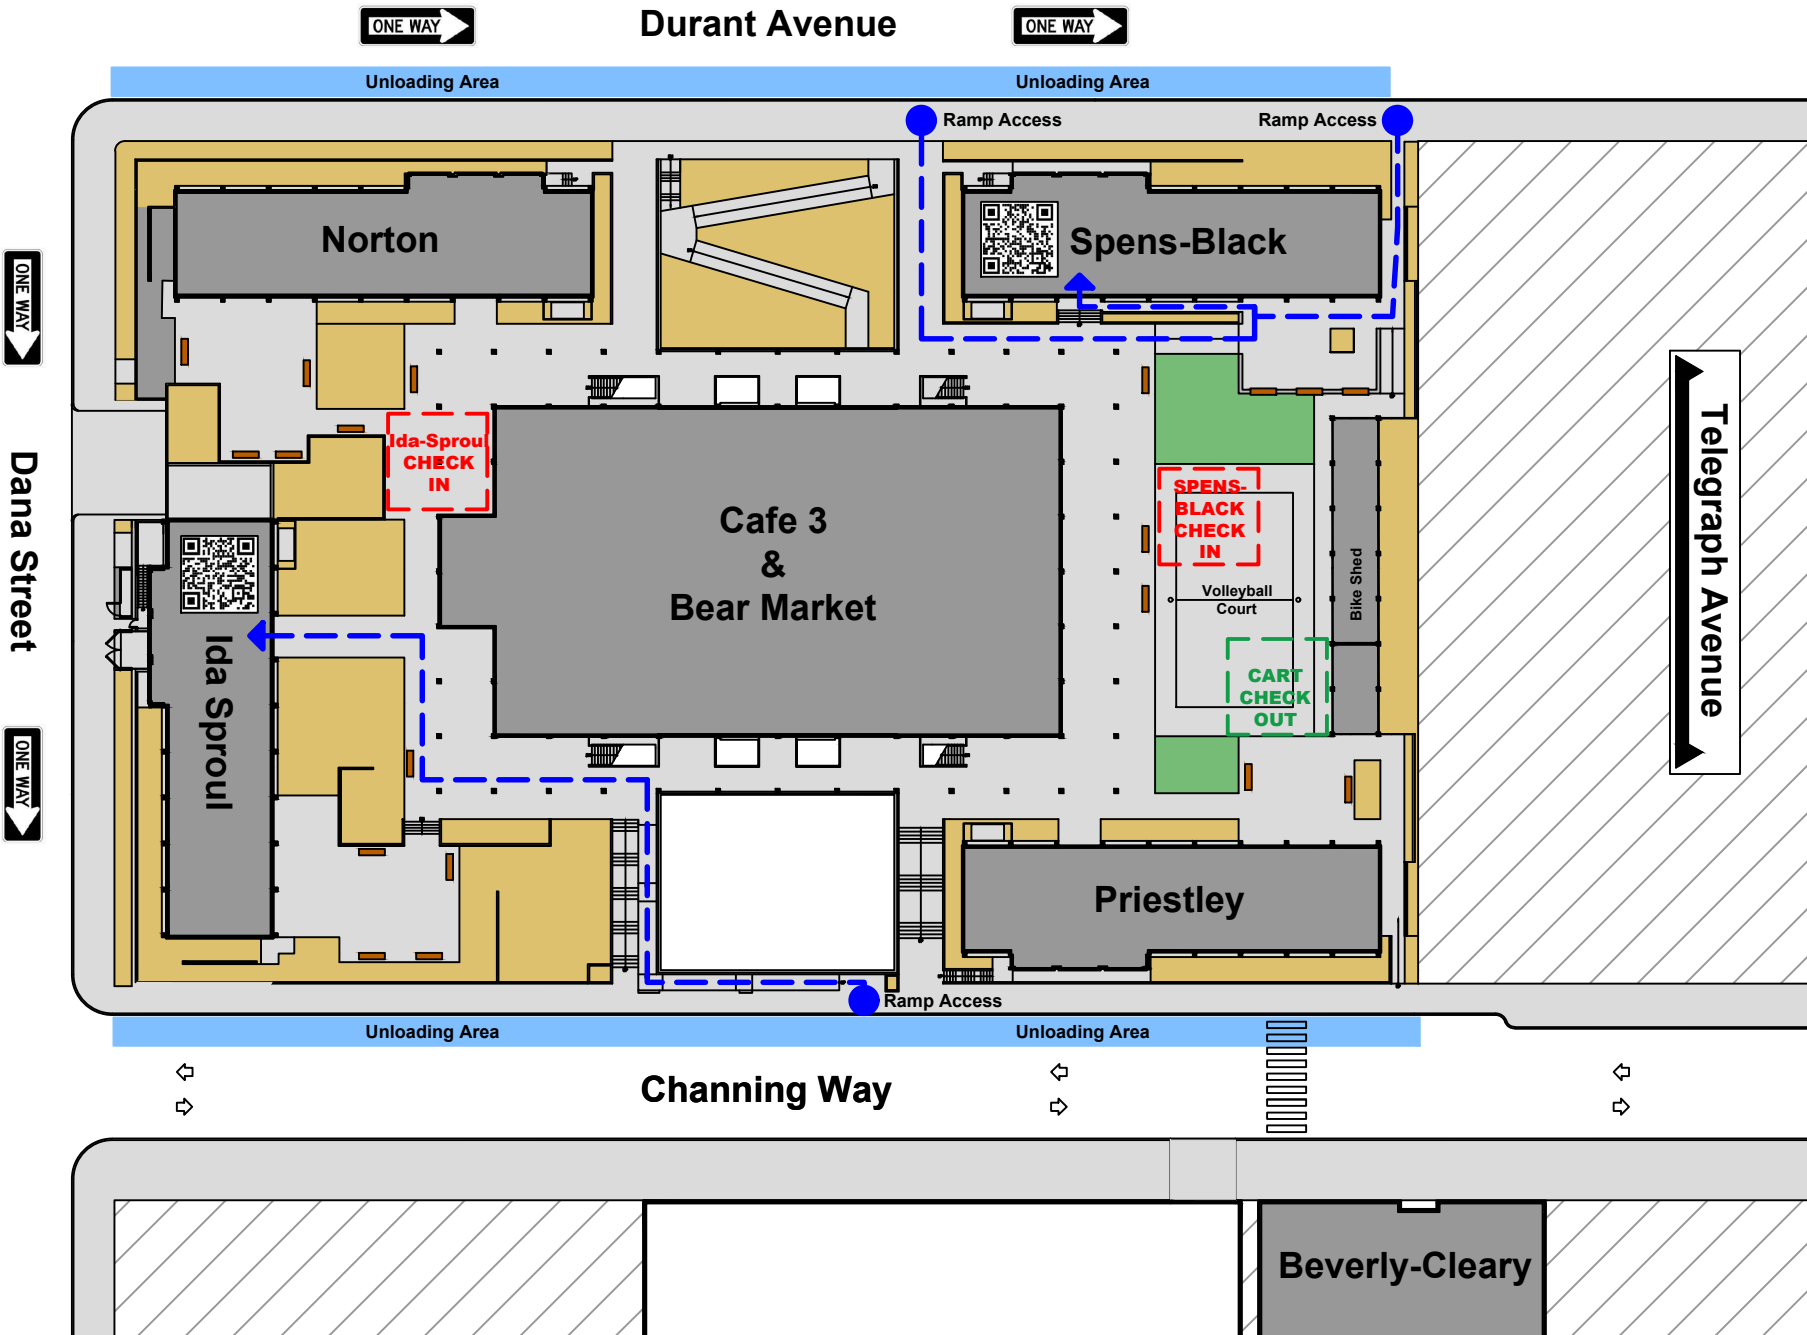 Durant Avenue
ONE WAY
ONE WAY
Unloading Area
Unloading Area
Ramp Access
Ramp Access
Norton
Spens-Black
ONE WAY
Dana Street
ONE WAY
Ida-Sproul
CHECK
IN
Cafe 3
&
Bear Market
SPENS-
BLACK
CHECK
IN
Volleyball
Court
Bike Shed
CART
CHECK
OUT
Telegraph Avenue
Ida Sproul
Priestley
Ramp Access
Unloading Area
Unloading Area
Channing Way
Beverly-Cleary